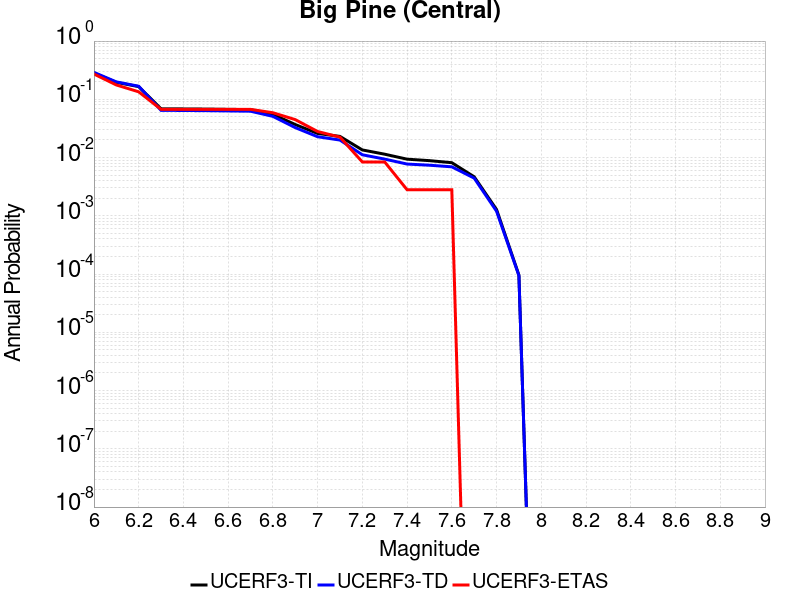 Big Pine (Central)
Annual Probability
10^0
10^-1
10^-2
10^-3
10^-4
10^-5
10^-6
10^-7
10^-8
6 6.2 6.4 6.6 6.8 7 7.2 7.4 7.6 7.8 8 8.2 8.4 8.6 8.8 9
Magnitude
UCERF3-TI UCERF3-TD UCERF3-ETAS